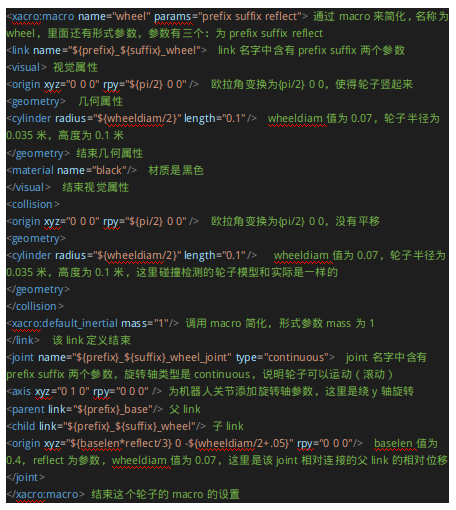 <xacro:macro name="wheel" params="prefix suffix reflect"> 通过 macro 来简化，名称为
wheel，里面还有形式参数，参数有三个：为 prefix suffix reflect
<link name="${prefix}_${suffix}_wheel">   link 名字中含有 prefix suffix 两个参数
<visual>  视觉属性
<origin xyz="0 0 0" rpy="${pi/2} 0 0" />   欧拉角变换为{pi/2} 0 0，使得轮子竖起来
<geometry>   几何属性
<cylinder radius="${wheeldiam/2}" length="0.1" />   wheeldiam 值为 0.07，轮子半径为
0.035 米，高度为 0.1 米
</geometry>  结束几何属性
<material name="black"/>   材质是黑色
</visual>   结束视觉属性
<collision>
<origin xyz="0 0 0" rpy="${pi/2} 0 0" />   欧拉角变换为{pi/2} 0 0，没有平移
<geometry>
<cylinder radius="${wheeldiam/2}" length="0.1" />    wheeldiam 值为 0.07，轮子半径为
0.035 米，高度为 0.1 米，这里碰撞检测的轮子模型和实际是一样的
</geometry>
</collision>
<xacro:default_inertial mass="1"/>  调用 macro 简化，形式参数 mass 为 1
</link>   该 link 定义结束
<joint name="${prefix}_${suffix}_wheel_joint" type="continuous">   joint 名字中含有
prefix suffix 两个参数，旋转轴类型是 continuous，说明轮子可以运动（滚动）
<axis xyz="0 1 0" rpy="0 0 0" />  为机器人关节添加旋转轴参数，这里是绕 y 轴旋转
<parent link="${prefix}_base"/> 父 link
<child link="${prefix}_${suffix}_wheel"/> 子 link
<origin xyz="${baselen*reflect/3} 0 -${wheeldiam/2+.05}" rpy="0 0 0"/>   baselen 值为
0.4，reflect 为参数，wheeldiam 值为 0.07，这里是该 joint 相对连接的父 link 的相对位移
</joint>
</xacro:macro>  结束这个轮子的 macro 的设置